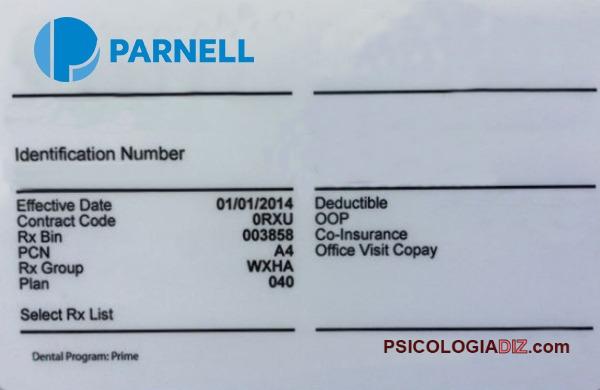 PARNELL
Identification Number
Effective Date 01/01/2014
Contract Code 0RXU
Rx Bin 003858
PCN A4
Rx Group WXHA
Plan 040
Select Rx List
Dental Program: Prime
Deductible
OOP
Co-Insurance
Office Visit Copay
PSICOLOGIADIZ.com